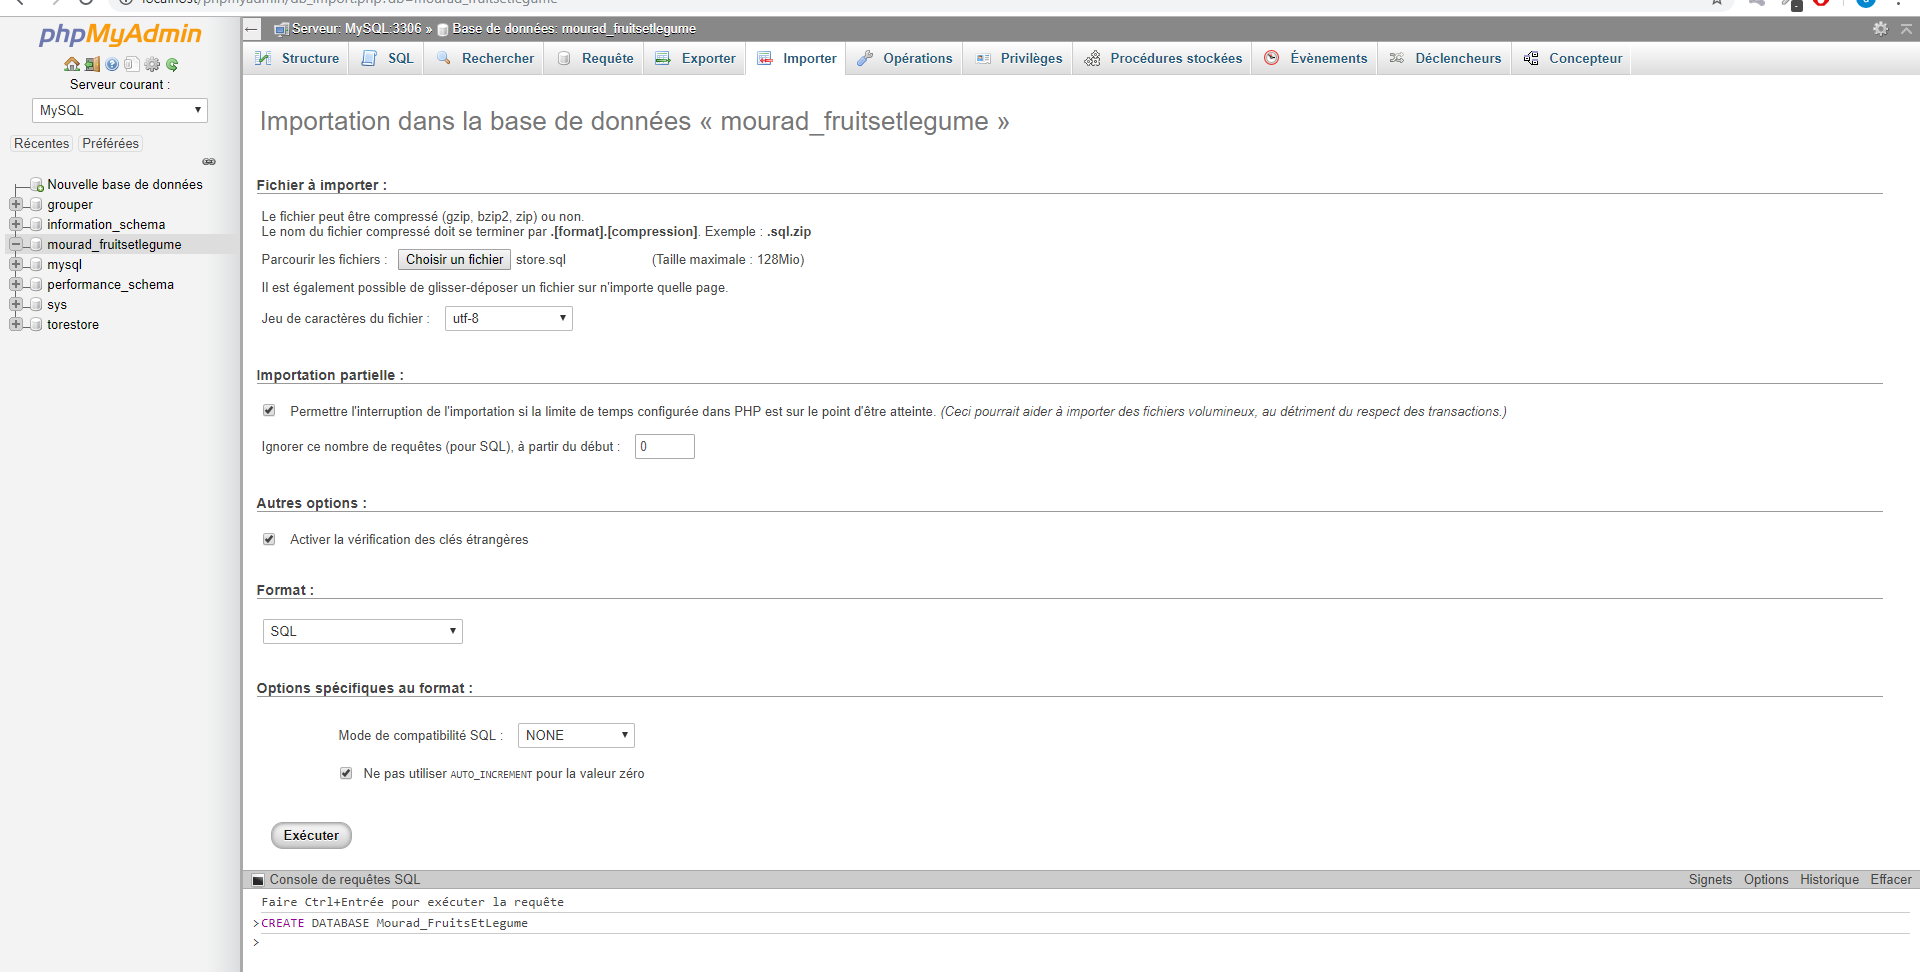 localhost/phpmyadmin/db_import.php?db=mourad_fruitsetlegume
phpMyAdmin
Serveur courant :
MySQL
Récentes Préférées
Nouvelle base de données
grouper
information_schema
mourad_fruitsetlegume
mysql
performance_schema
sys
torestore
Serveur: MySQL:3306 » Base de données: mourad_fruitsetlegume
Structure SQL Rechercher Requête Exporter Importer Opérations Privilèges Procédures stockées Évènements Déclencheurs Concepteur
Importation dans la base de données « mourad_fruitsetlegume »
Fichier à importer :
Le fichier peut être compressé (gzip, bzip2, zip) ou non.
Le nom du fichier compressé doit se terminer par .[format].[compression]. Exemple : .sql.zip
Parcourir les fichiers : Choisir un fichier store.sql (Taille maximale : 128Mio)
Il est également possible de glisser-déposer un fichier sur n'importe quelle page.
Jeu de caractères du fichier : utf-8
Importation partielle :
Permettre l'interruption de l'importation si la limite de temps configurée dans PHP est sur le point d'être atteinte. (Ceci pourrait aider à importer des fichiers volumineux, au détriment du respect des transactions.)
Ignorer ce nombre de requêtes (pour SQL), à partir du début : 0
Autres options :
Activer la vérification des clés étrangères
Format :
SQL
Options spécifiques au format :
Mode de compatibilité SQL : NONE
Ne pas utiliser AUTO_INCREMENT pour la valeur zéro
Exécuter
Console de requêtes SQL Signets Options Historique Effacer
Faire Ctrl+Entrée pour exécuter la requête
>CREATE DATABASE Mourad_FruitsEtLegume
>